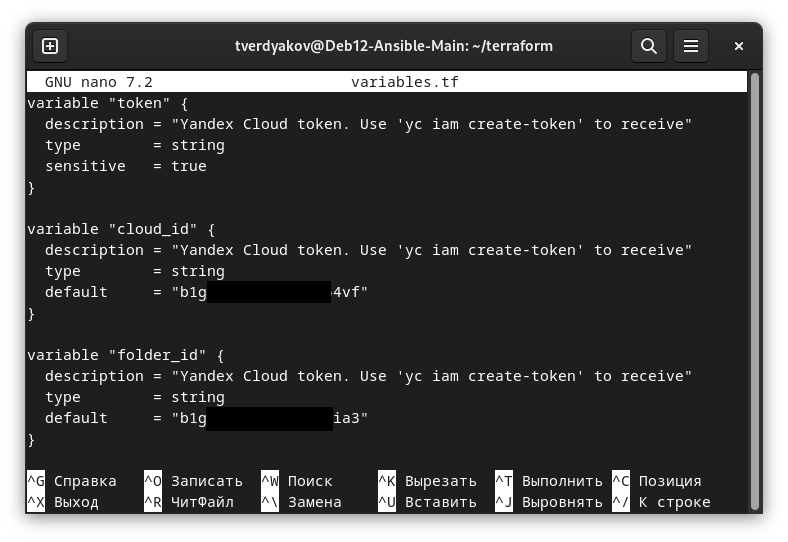 tverdyakov@Deb12-Ansible-Main: ~/terraform
GNU nano 7.2 variables.tf
variable "token" {
  description = "Yandex Cloud token. Use 'yc iam create-token' to receive"
  type        = string
  sensitive   = true
}

variable "cloud_id" {
  description = "Yandex Cloud token. Use 'yc iam create-token' to receive"
  type        = string
  default     = "b1g 4vf"
}

variable "folder_id" {
  description = "Yandex Cloud token. Use 'yc iam create-token' to receive"
  type        = string
  default     = "b1g ia3"
}

^G Справка ^O Записать ^W Поиск ^K Вырезать ^T Выполнить ^C Позиция
^X Выход ^R ЧитФайл ^\ Замена ^U Вставить ^J Выровнять ^/ К строке